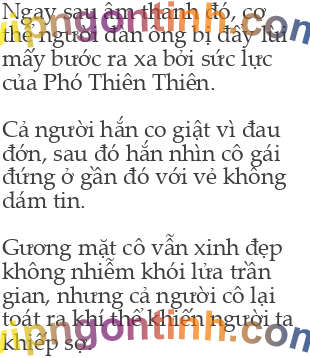 Ngay sau âm thanh đó, cơ
thể người đàn ông bị đẩy lùi
mấy bước ra xa bởi sức lực
của Phó Thiên Thiên.
Cả người hắn co giật vì đau
đớn, sau đó hắn nhìn cô gái
đứng ở gần đó với vẻ không
dám tin.
Gương mặt cô vẫn xinh đẹp
không nhiễm khói lửa trần
gian, nhưng cả người cô lại
toát ra khí thế khiến người ta
khiếp sợ.
vipngontinh.com
vipngontinh.com